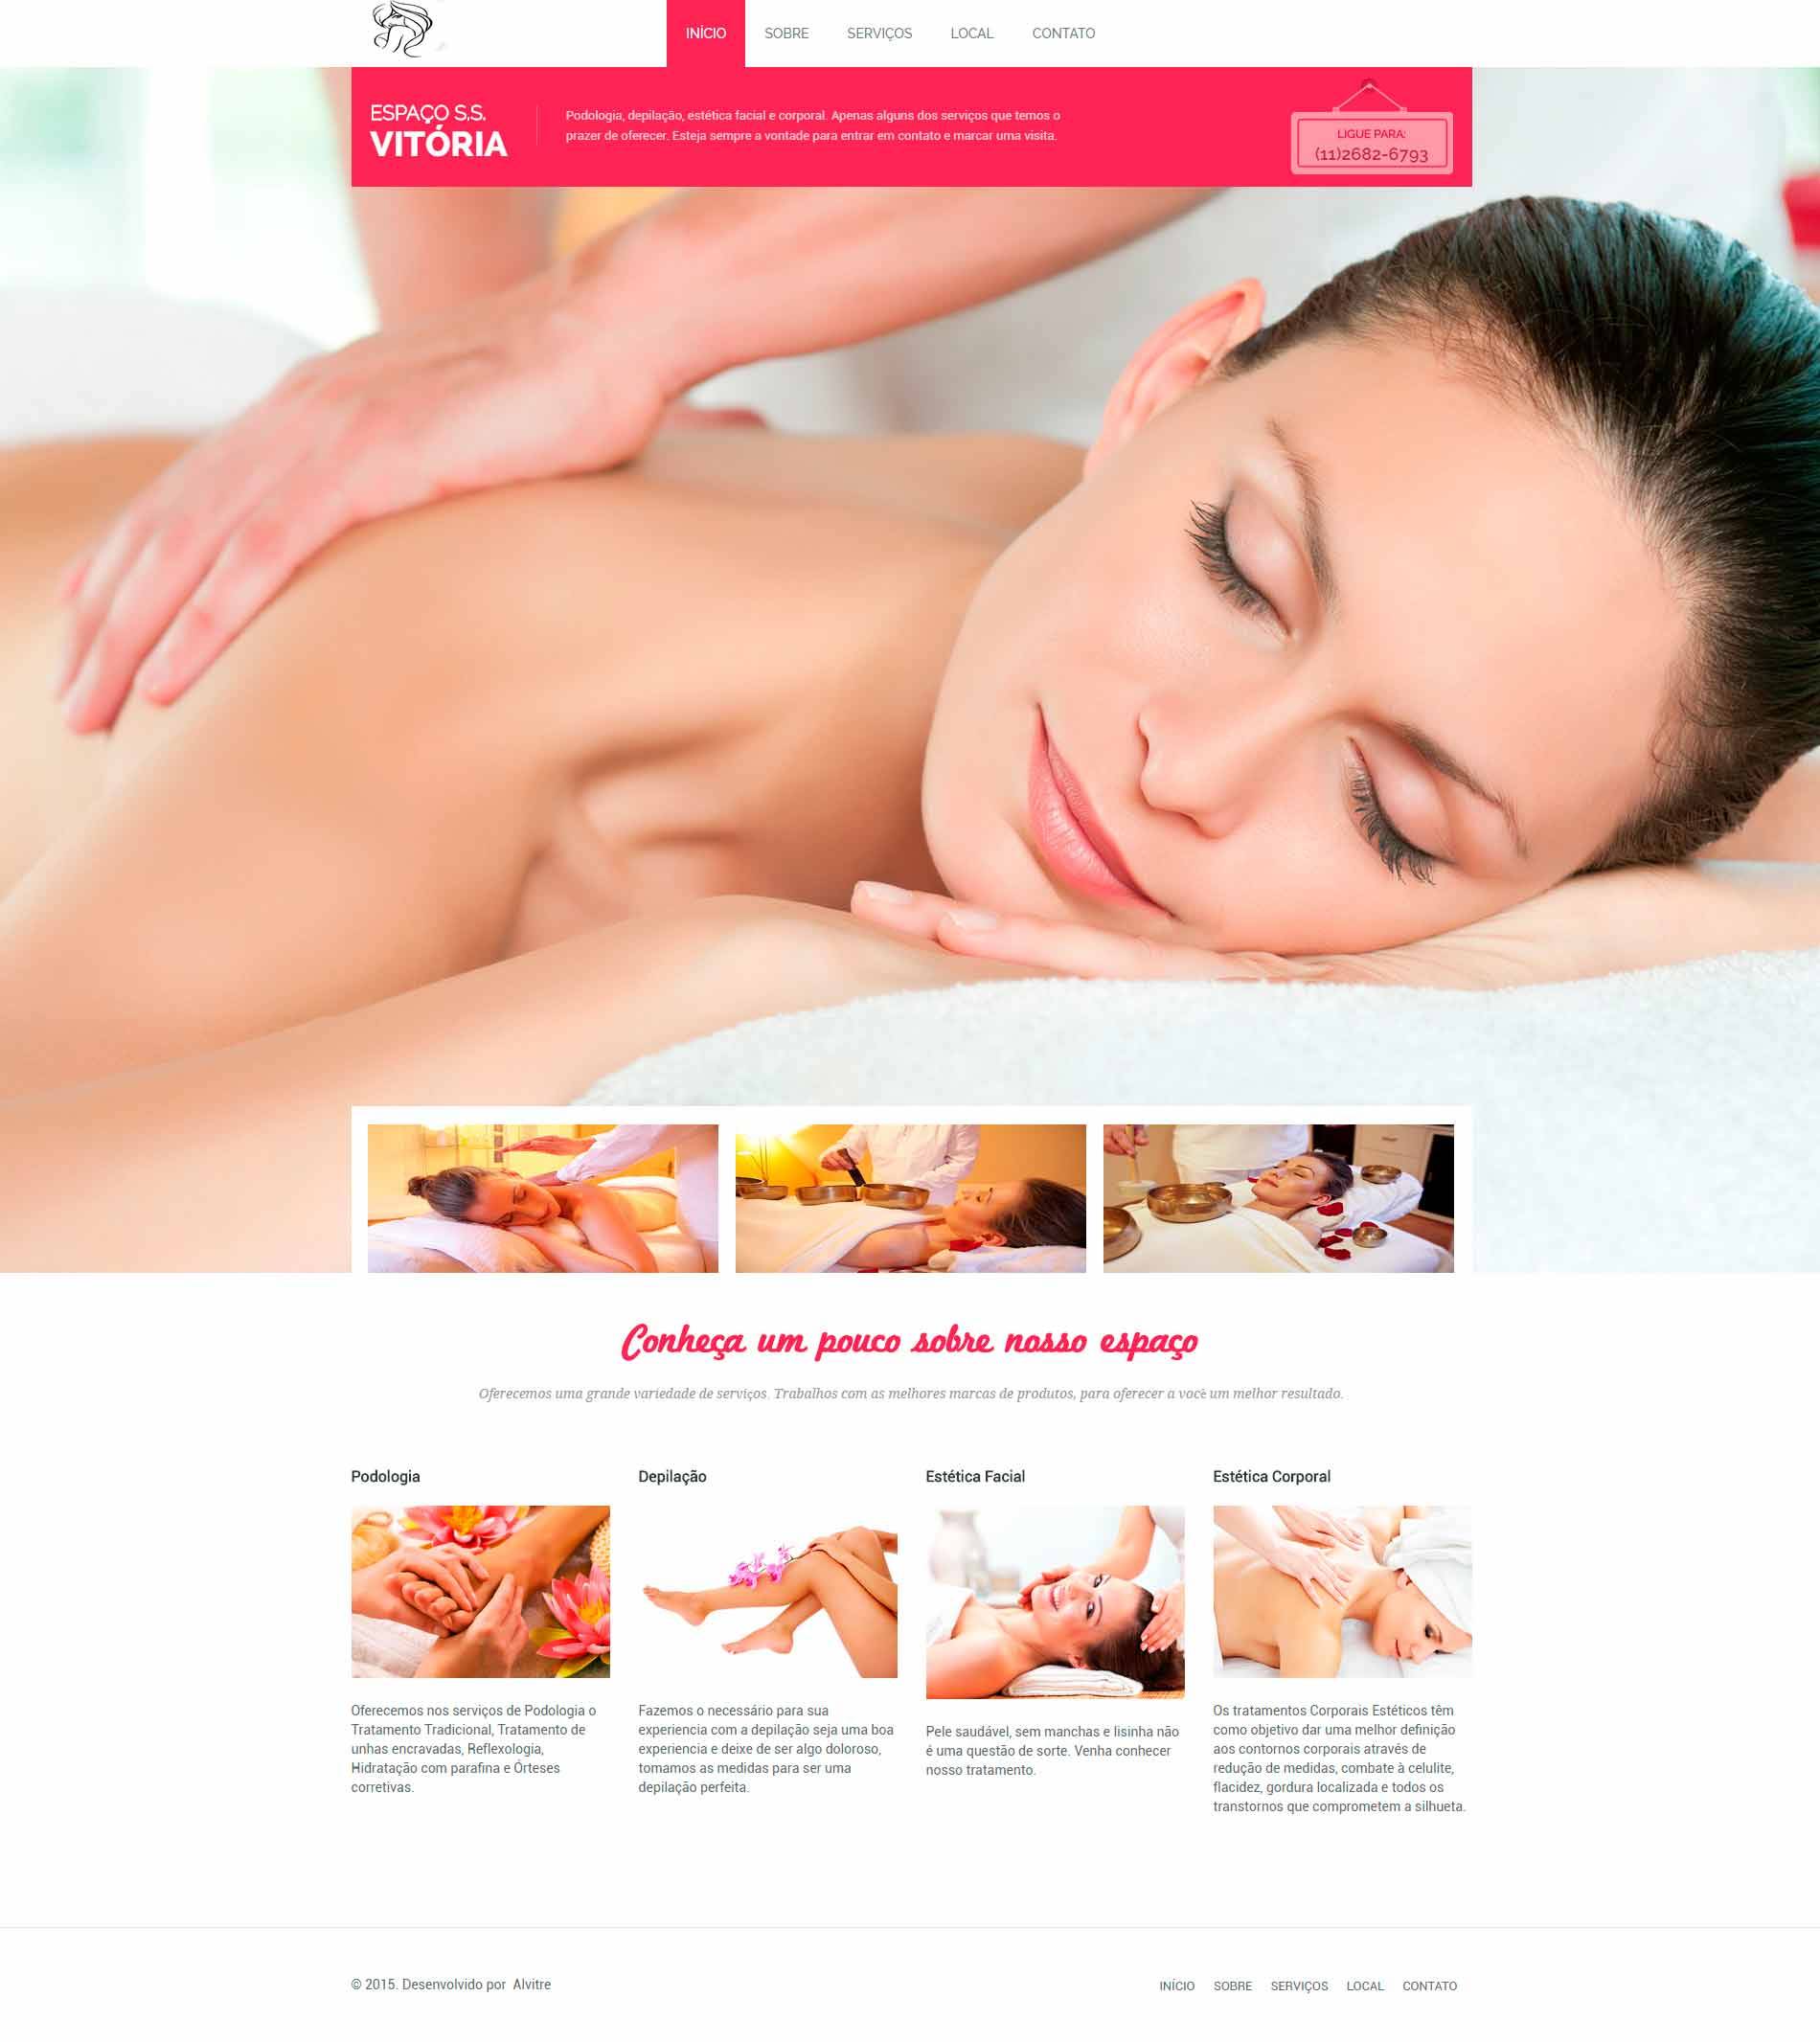 INÍCIO SOBRE SERVIÇOS LOCAL CONTATO
ESPAÇO S.S.
VITÓRIA
Podologia, depilação, estética facial e corporal. Apenas alguns dos serviços que temos o
prazer de oferecer. Esteja sempre a vontade para entrar em contato e marcar uma visita.
LIGUE PARA:
(11)2682-6793
Conheça um pouco sobre nosso espaço
Oferecemos uma grande variedade de serviços. Trabalhos com as melhores marcas de produtos, para oferecer a você um melhor resultado.
Podologia
Oferecemos nos serviços de Podologia o
Tratamento Tradicional, Tratamento de
unhas encravadas, Reflexologia,
Hidratação com parafina e Órteses
corretivas.
Depilação
Fazemos o necessário para sua
experiencia com a depilação seja uma boa
experiencia e deixe de ser algo doloroso,
tomamos as medidas para ser uma
depilação perfeita.
Estética Facial
Pele saudável, sem manchas e lisinha não
é uma questão de sorte. Venha conhecer
nosso tratamento.
Estética Corporal
Os tratamentos Corporais Estéticos têm
como objetivo dar uma melhor definição
aos contornos corporais através de
redução de medidas, combate à celulite,
flacidez, gordura localizada e todos os
transtornos que comprometem a silhueta.
© 2015. Desenvolvido por Alvitre
INÍCIO SOBRE SERVIÇOS LOCAL CONTATO